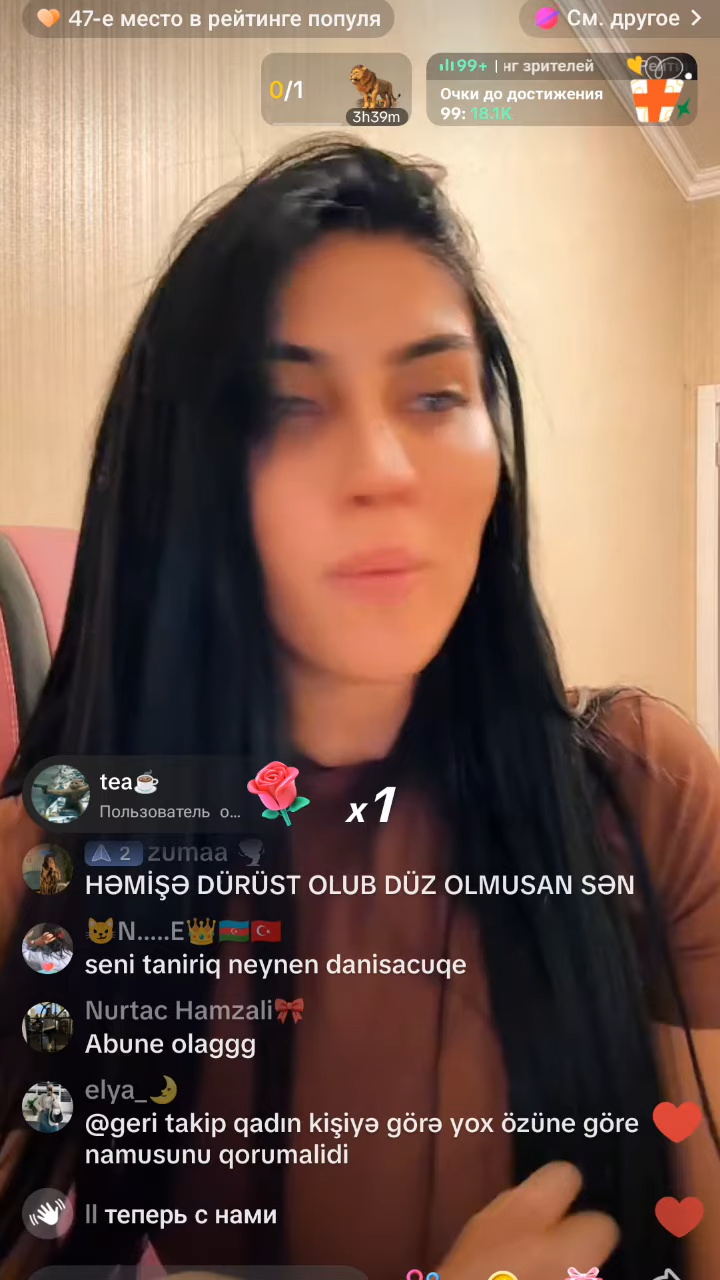 47-е место в рейтинге популя
См. другое
99+ | нг зрителей
0/1
3h39m
Очки до достижения
99: 18.1K
tea
Пользователь о...
x1
2 zumaa
HƏMİŞƏ DÜRÜST OLUB DÜZ OLMUSAN SƏN
N.....E
seni taniriq neynen danisacuqe
Nurtac Hamzali
Abune olaggg
elya_
@geri takip qadın kişiyə görə yox özüne göre
namusunu qorumalidi
ll теперь с нами